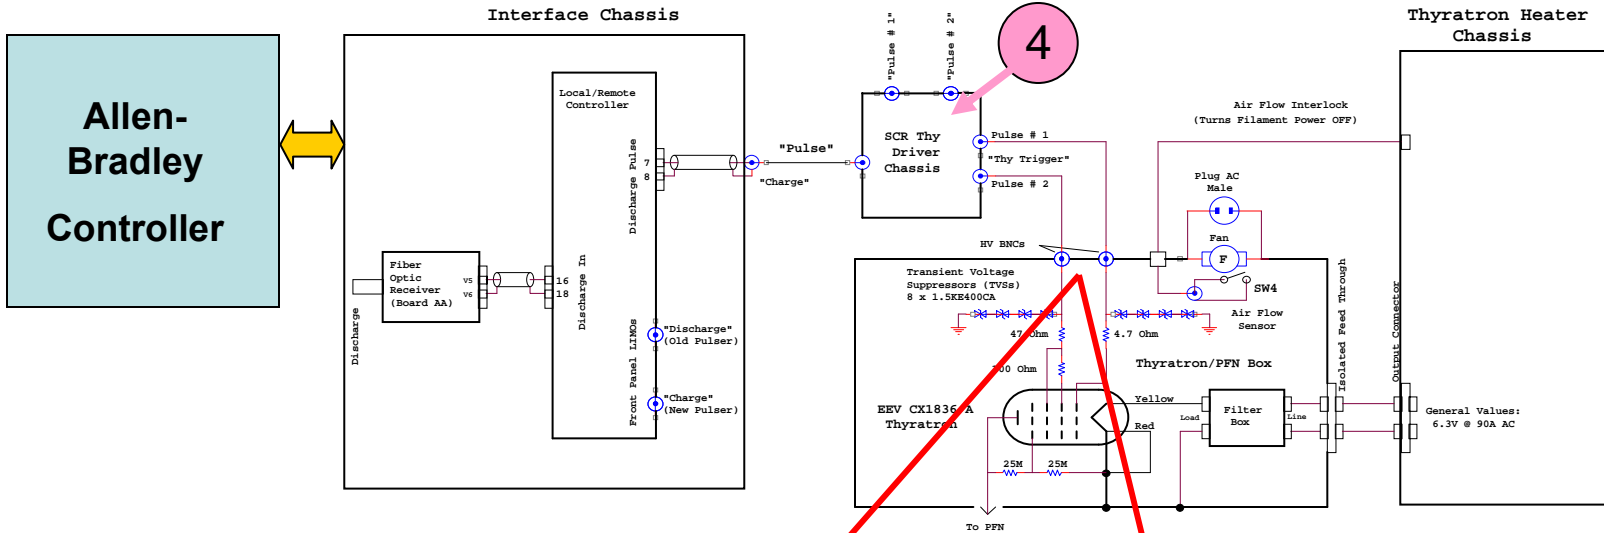 Interface Chassis
Thyratron Heater
Chassis
"Pulse # 1"
"Pulse # 2"
4
Allen-
Bradley
Controller
Local/Remote
Controller
Discharge Pulse
7
8
"Pulse"
"Charge"
SCR Thy
Driver
Chassis
Pulse # 1
"Thy Trigger"
Pulse # 2
Air Flow Interlock
(Turns Filament Power OFF)
Plug AC
Male
Fan
F
SW4
Air Flow
Sensor
HV BNCs
Transient Voltage
Suppressors (TVSs)
8 x 1.5KE400CA
Fiber
Optic
Receiver
(Board AA)
V5
V6
16
18
Discharge In
Discharge
Front Panel LIMOs
"Discharge"
(Old Pulser)
"Charge"
(New Pulser)
Ohm
4.7 Ohm
Ohm
Thyratron/PFN Box
EEV CX1836 A
Thyratron
Yellow
Red
25M
25M
To PFN
Load
Filter
Box
Line
Isolated Feed Through
Output Connector
General Values:
6.3V @ 90A AC